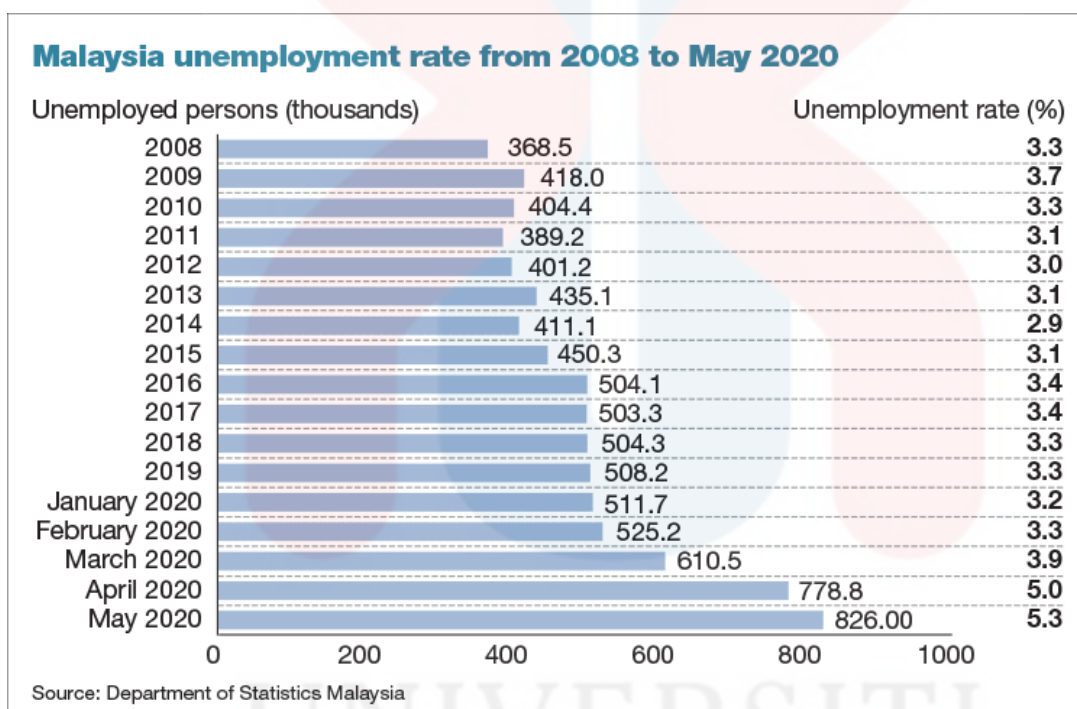 Malaysia unemployment rate from 2008 to May 2020
Unemployed persons (thousands) Unemployment rate (%)
2008 368.5 3.3
2009 418.0 3.7
2010 404.4 3.3
2011 389.2 3.1
2012 401.2 3.0
2013 435.1 3.1
2014 411.1 2.9
2015 450.3 3.1
2016 504.1 3.4
2017 503.3 3.4
2018 504.3 3.3
2019 508.2 3.3
January 2020 511.7 3.2
February 2020 525.2 3.3
March 2020 610.5 3.9
April 2020 778.8 5.0
May 2020 826.00 5.3
0 200 400 600 800 1000
Source: Department of Statistics Malaysia
UNIVERSITI